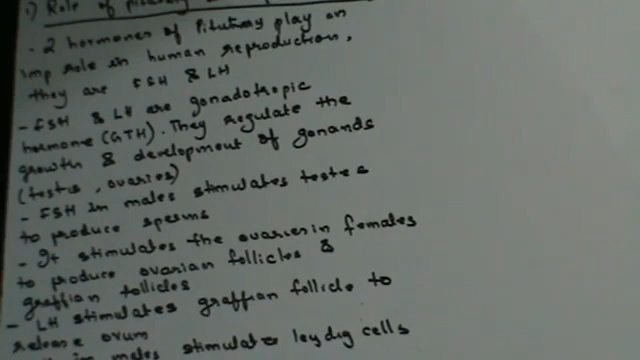 i) Role of pituitary
- 2 hormones of Pitutary play an
imp role in human reproduction,
they are FSH & LH
- FSH & LH are gonadotropic
hormone (GTH). They regulate the
growth & development of gonands
(testis, ovaries)
- FSH in males stimulates testes
to produce sperms
- It stimulates the ovaries in females
to produce ovarian follicles &
graffian follicles
- LH stimulates graffian follicle to
release ovum
in males stimulates leydig cells